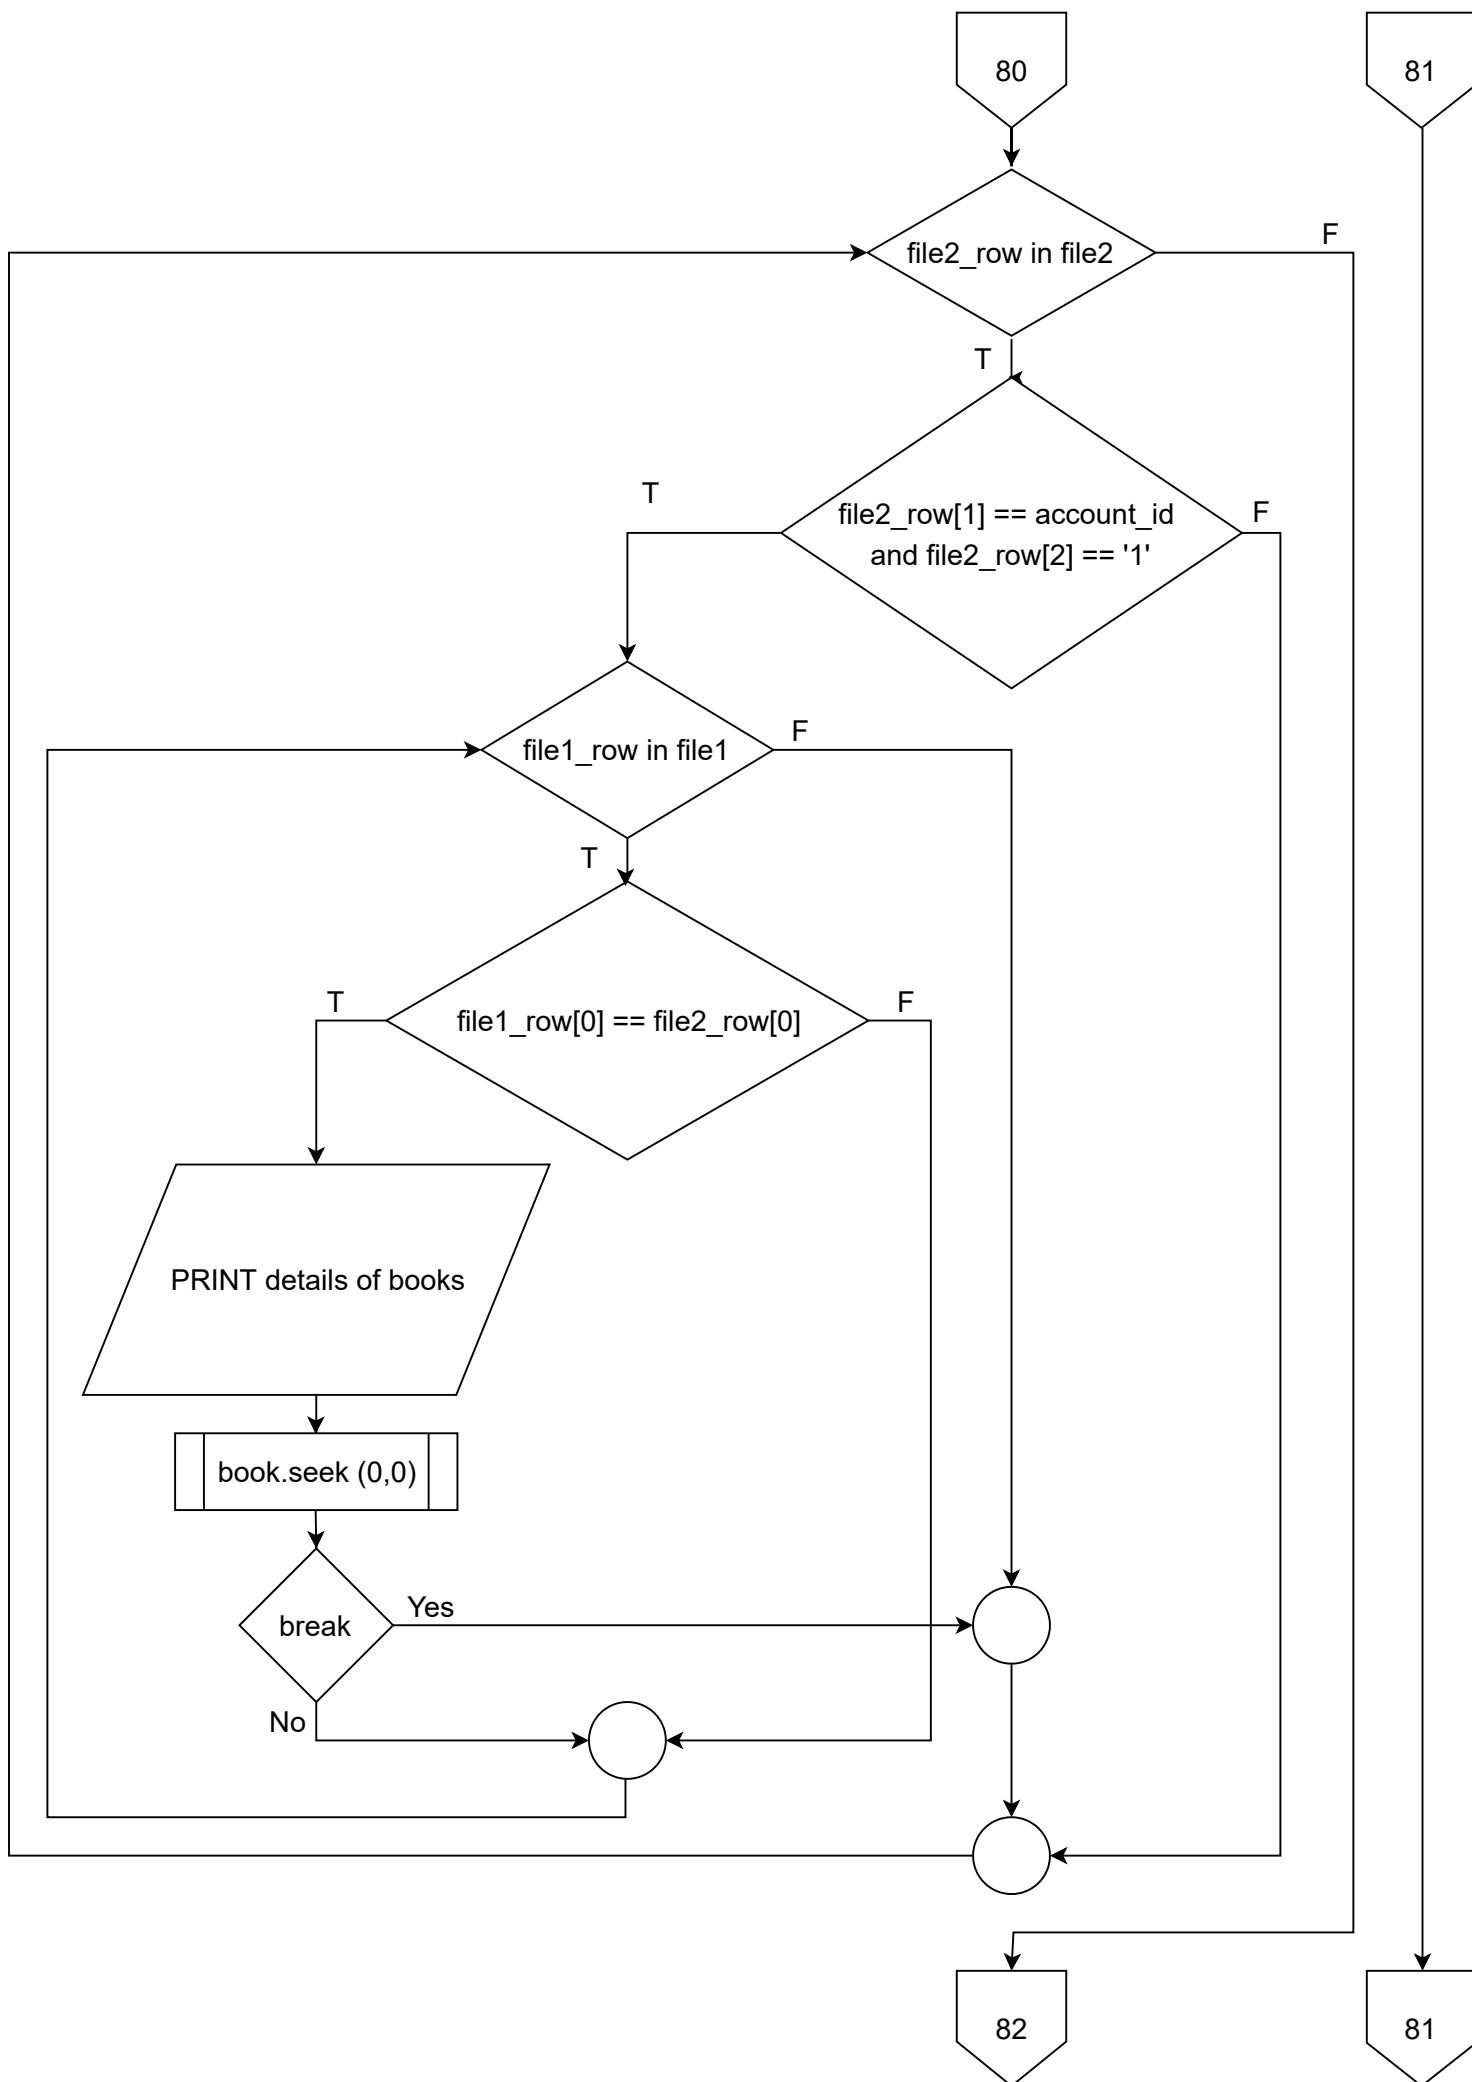 80
81
file2_row in file2
F
T
file2_row[1] == account_id
and file2_row[2] == '1'
T
F
file1_row in file1
F
T
file1_row[0] == file2_row[0]
T
F
PRINT details of books
book.seek (0,0)
break
Yes
No
82
81